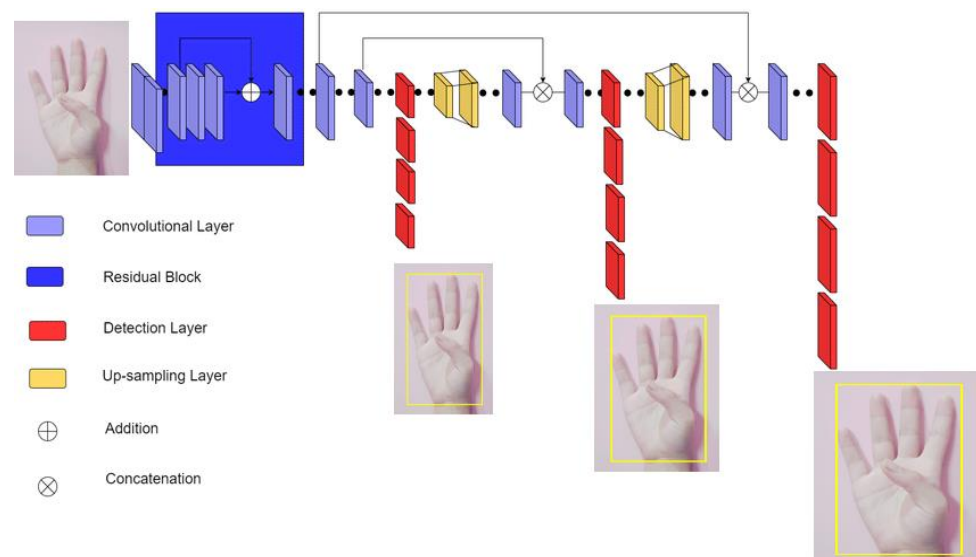 Convolutional Layer
Residual Block
Detection Layer
Up-sampling Layer
Addition
Concatenation